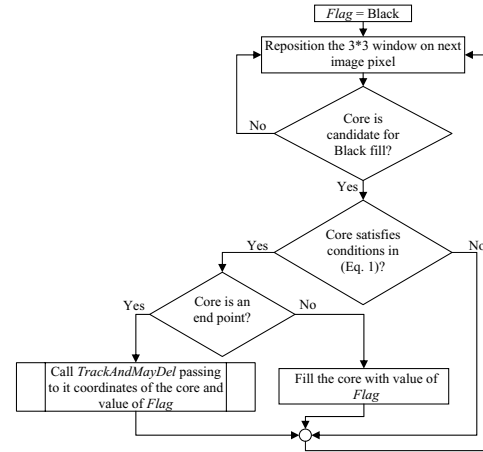 Flag = Black
Reposition the 3*3 window on next
image pixel
Core is
candidate for
Black fill?
No
Yes
Core satisfies
conditions in
(Eq. 1)?
Yes
No
Core is an
end point?
Yes
No
Call TrackAndMayDel passing
to it coordinates of the core and
value of Flag
Fill the core with value of
Flag